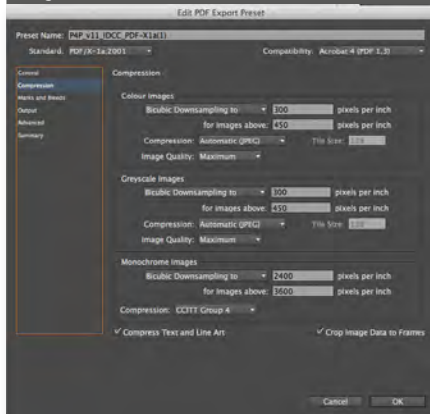 Edit PDF Export Preset
Preset Name: P4P_v11_IDCC_PDF-X1a(1)
Standard: PDF/X-1a:2001 Compatibility: Acrobat 4 (PDF 1.3)
General
Compression
Marks and Bleeds
Output
Advanced
Summary
Compression
Colour Images
Bicubic Downsampling to 300 pixels per inch
for images above: 450 pixels per inch
Compression: Automatic (JPEG) Tile Size: 128
Image Quality: Maximum
Greyscale Images
Bicubic Downsampling to 300 pixels per inch
for images above: 450 pixels per inch
Compression: Automatic (JPEG) Tile Size: 128
Image Quality: Maximum
Monochrome Images
Bicubic Downsampling to 2400 pixels per inch
for images above: 3600 pixels per inch
Compression: CCITT Group 4
Compress Text and Line Art Crop Image Data to Frames
Cancel OK